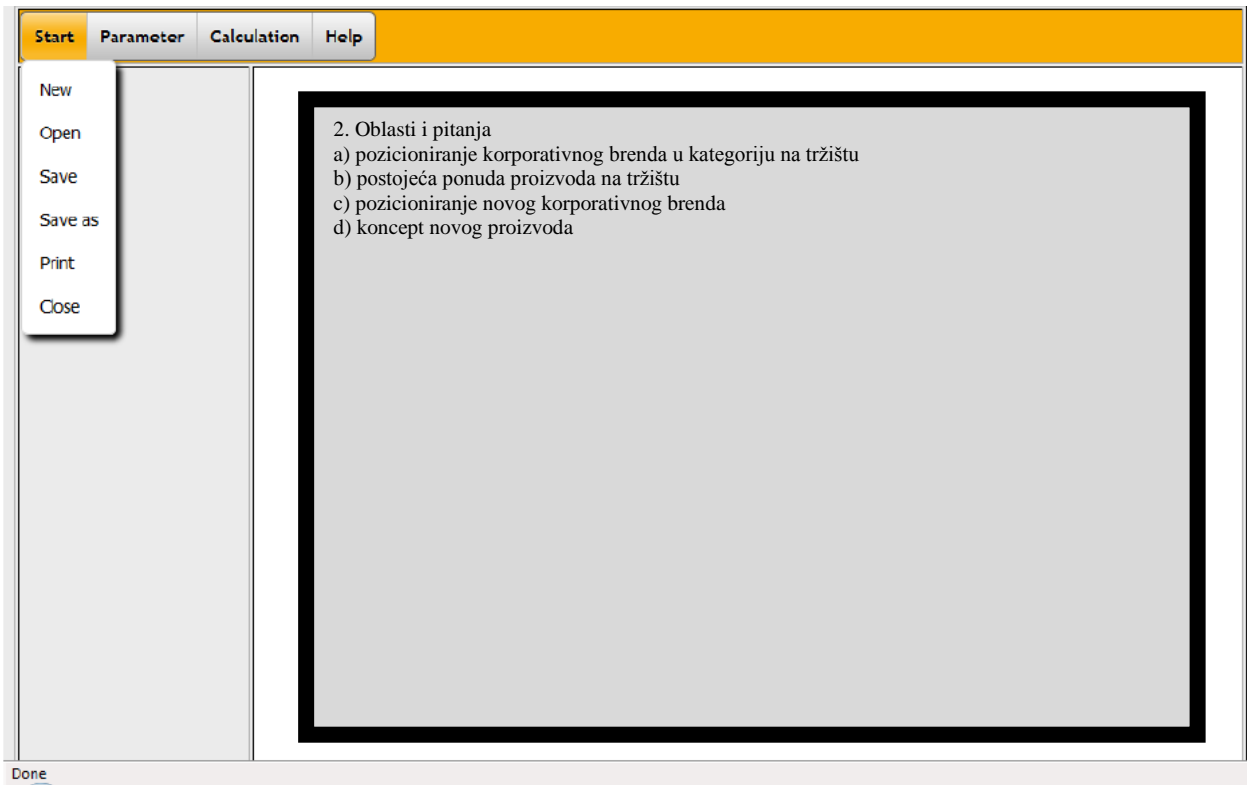 Start Parameter Calculation Help
New
Open
Save
Save as
Print
Close
2. Oblasti i pitanja
a) pozicioniranje korporativnog brenda u kategoriju na tržištu
b) postojeća ponuda proizvoda na tržištu
c) pozicioniranje novog korporativnog brenda
d) koncept novog proizvoda
Done